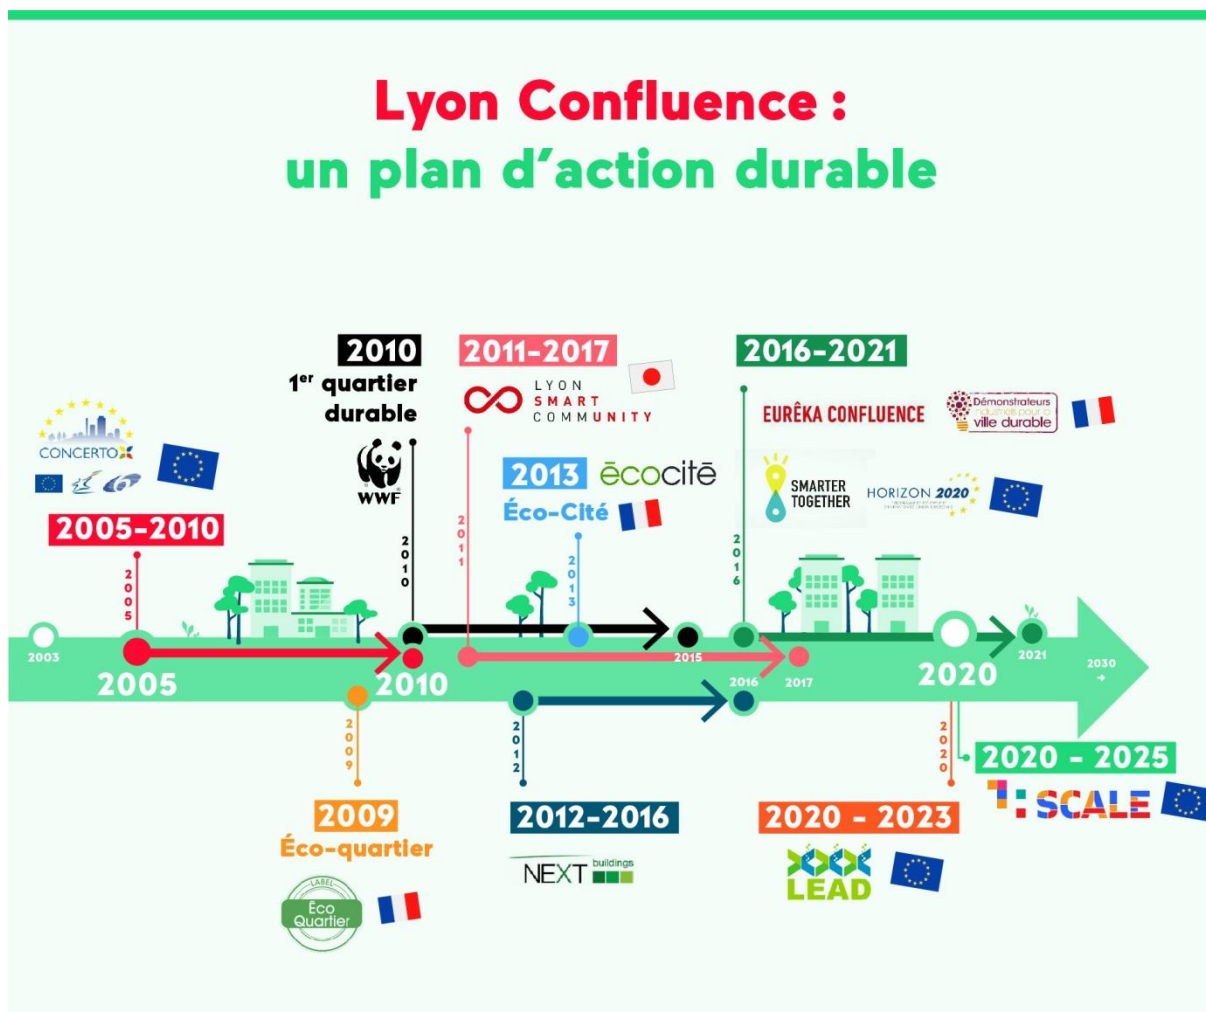 Lyon Confluence :
un plan d'action durable
2010
1er quartier
durable
WWF
2011-2017
LYON
SMART
COMMUNITY
2016-2021
EURÊKA CONFLUENCE
Démonstrateurs
industriels pour la
ville durable
CONCERTO
2013
Éco-Cité
écocité
SMARTER
TOGETHER
HORIZON 2020
2005-2010
2005
2010
2011
2013
2016
2003
2005
2010
2015
2016
2017
2020
2021
2030
→
2009
2012
2020
2020 - 2025
SCALE
2009
Éco-quartier
LABEL
Éco
Quartier
2012-2016
NEXT buildings
2020 - 2023
LEAD